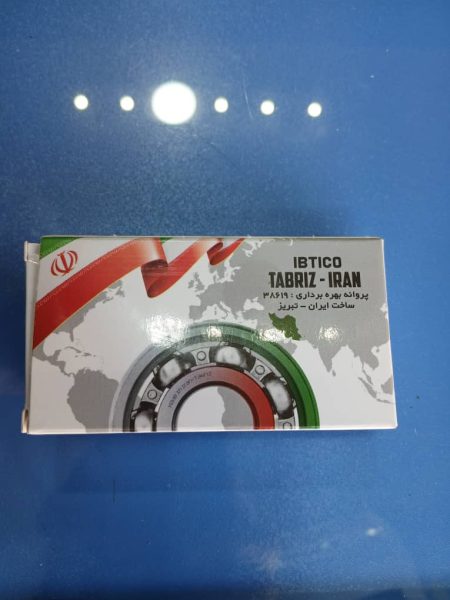 IBTICO
TABRIZ - IRAN
پروانه بهره برداری : ۳۸۶۱۹
ساخت ایران - تبریز